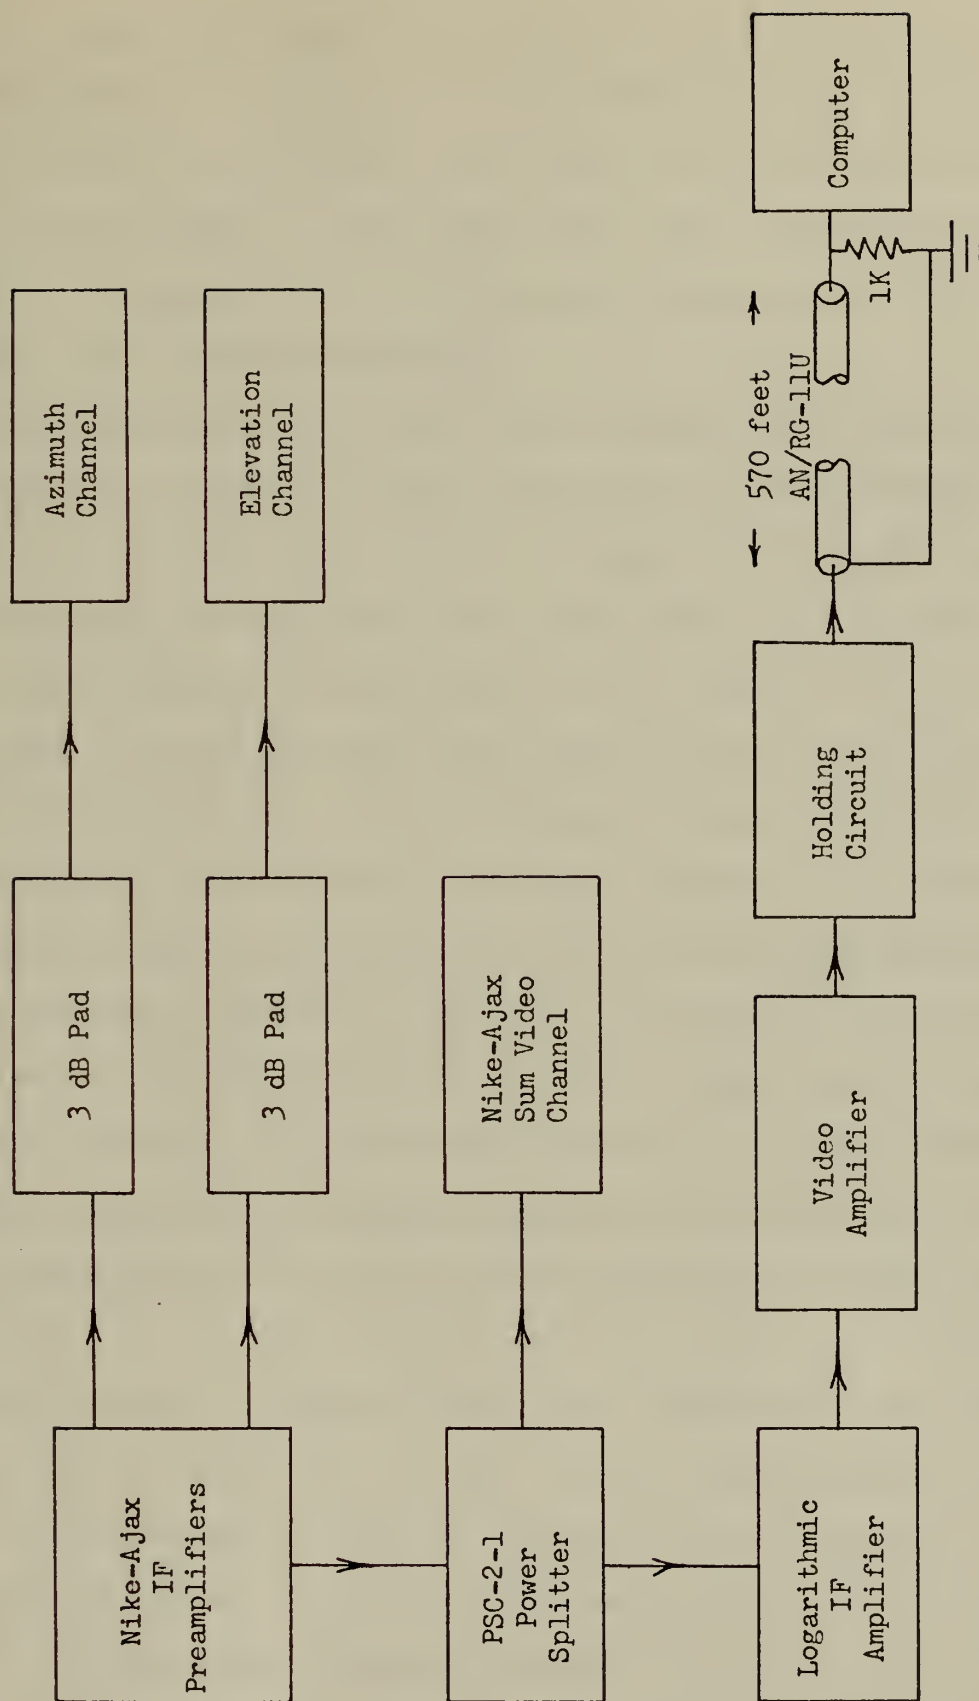 Nike-Ajax
IF
Preamplifiers
3 dB Pad
Azimuth
Channel
3 dB Pad
Elevation
Channel
PSC-2-1
Power
Splitter
Nike-Ajax
Sum Video
Channel
Logarithmic
IF
Amplifier
Video
Amplifier
Holding
Circuit
570 feet
AN/RG-11U
1K
Computer